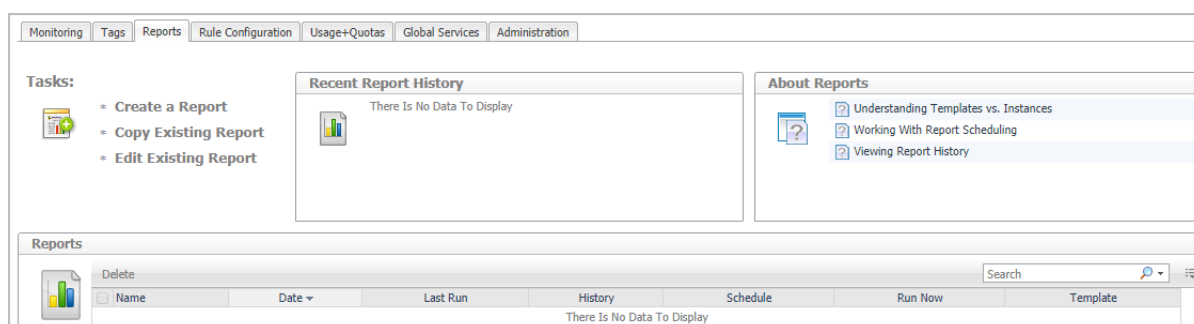 Monitoring Tags Reports Rule Configuration Usage+Quotas Global Services Administration
Tasks:
* Create a Report
* Copy Existing Report
* Edit Existing Report
Recent Report History
There Is No Data To Display
About Reports
Understanding Templates vs. Instances
Working With Report Scheduling
Viewing Report History
Reports
Delete Search
Name Date Last Run History Schedule Run Now Template
There Is No Data To Display